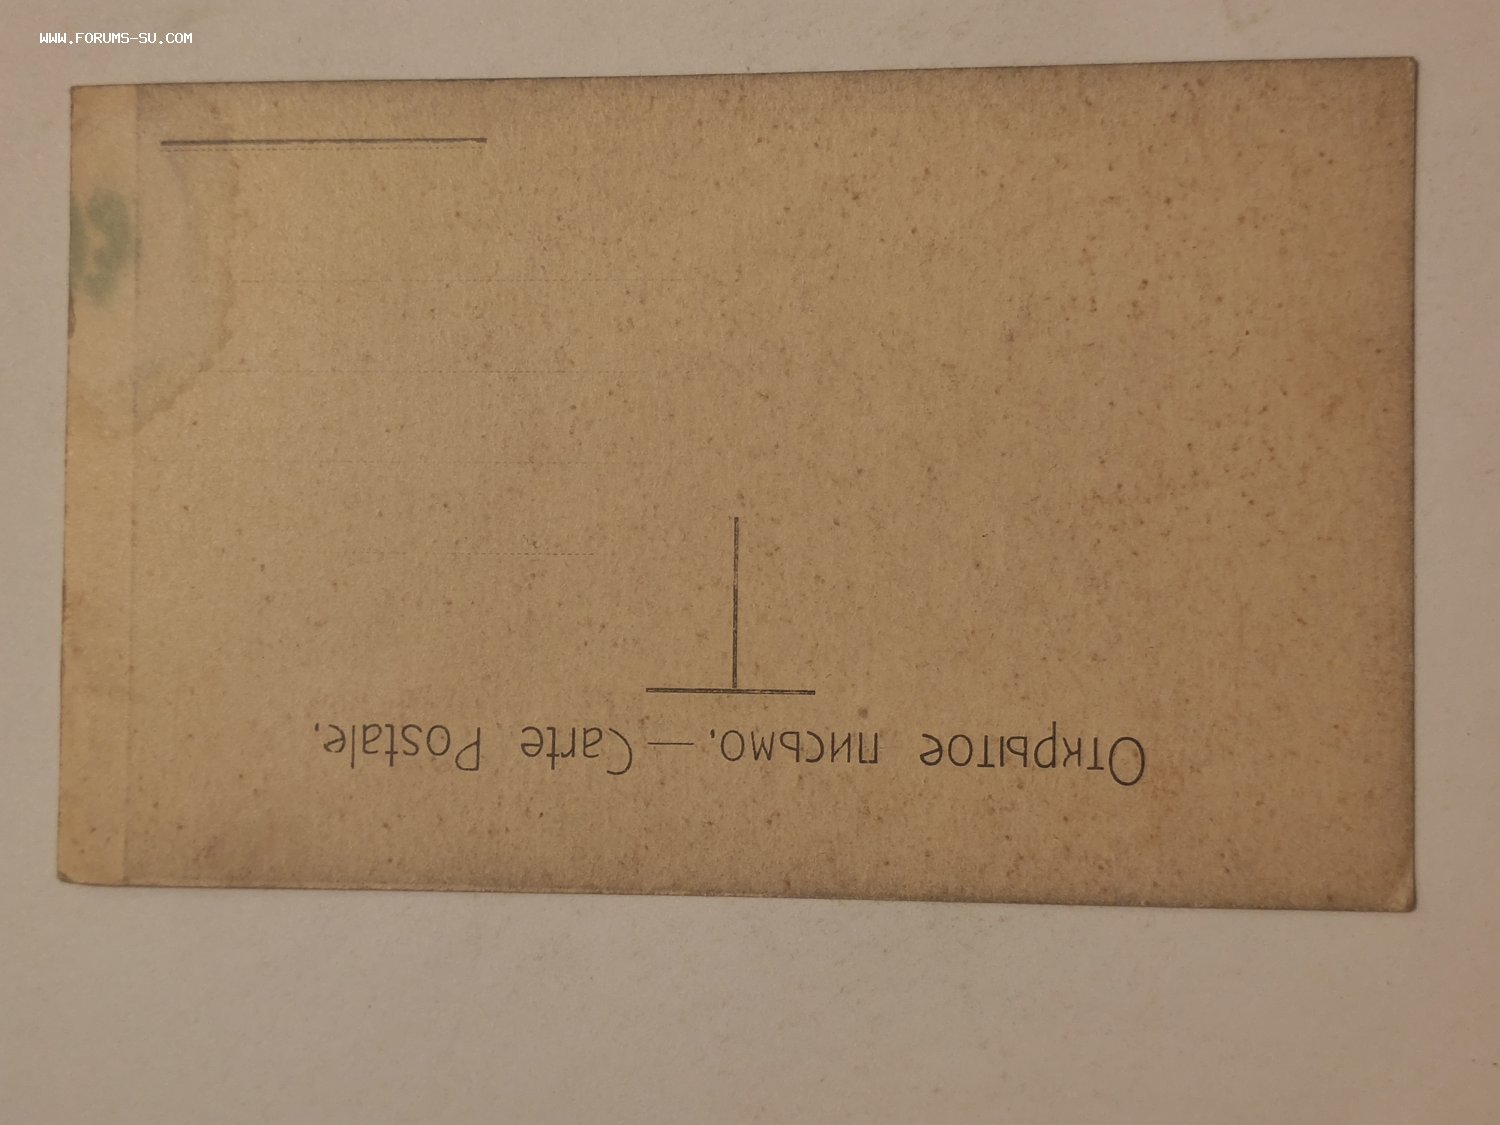 WWW.FORUMS-SU.COM
Открытое письмо. — Carte Postale.